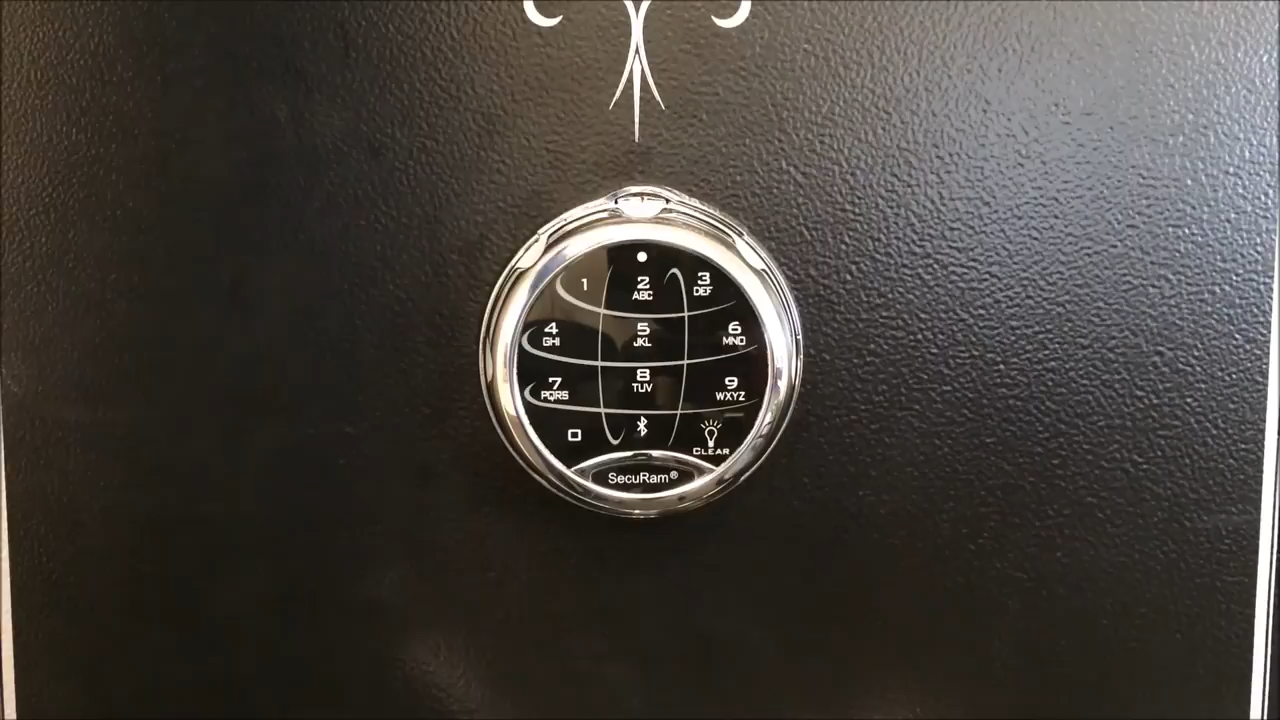 1 2 3
ABC DEF
4 5 6
GHI JKL MNO
7 8 9
PQRS TUV WXYZ
CLEAR
SecuRam®